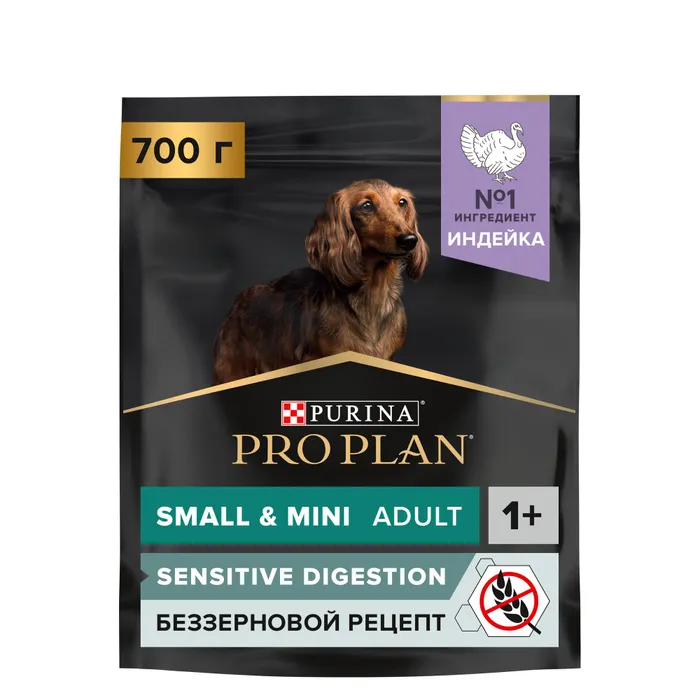 700 г
№1
ИНГРЕДИЕНТ
ИНДЕЙКА
PURINA®
PRO PLAN®
SMALL & MINI ADULT 1+
SENSITIVE DIGESTION
БЕЗЗЕРНОВОЙ РЕЦЕПТ